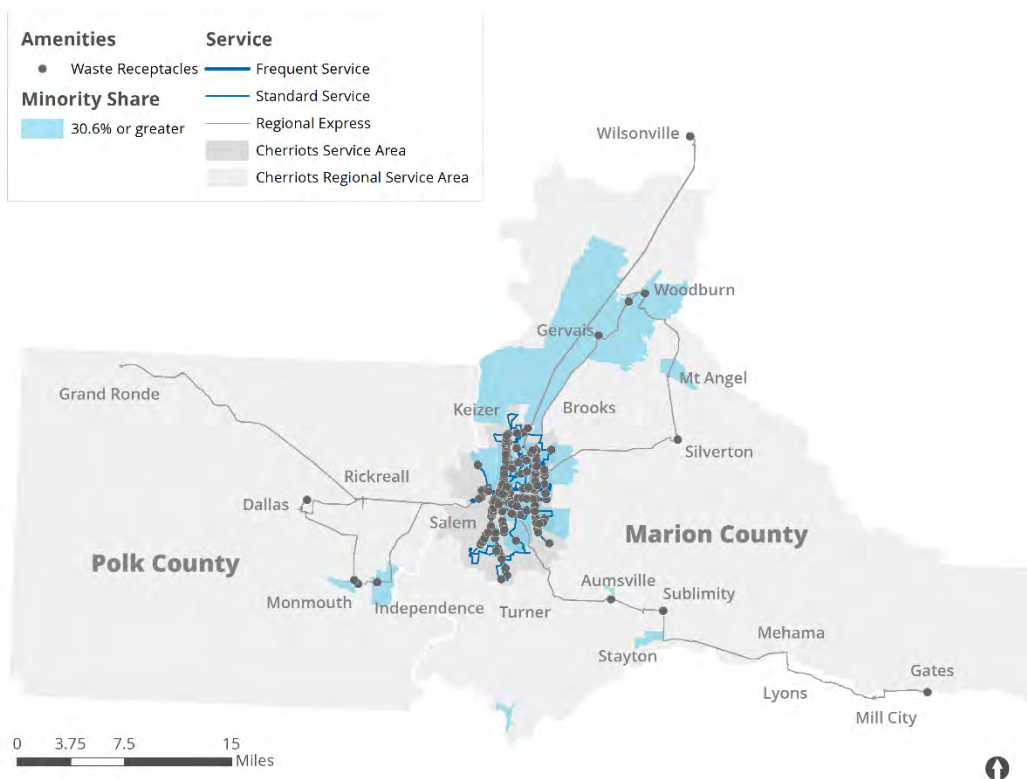 Amenities
Waste Receptacles
Minority Share
30.6% or greater
Service
Frequent Service
Standard Service
Regional Express
Cherriots Service Area
Cherriots Regional Service Area
Wilsonville
Woodburn
Gervais
Mt Angel
Grand Ronde
Keizer
Brooks
Silverton
Rickreall
Dallas
Salem
Marion County
Polk County
Aumsville
Sublimity
Monmouth
Independence
Turner
Mehama
Stayton
Gates
Lyons
Mill City
0 3.75 7.5 15
Miles